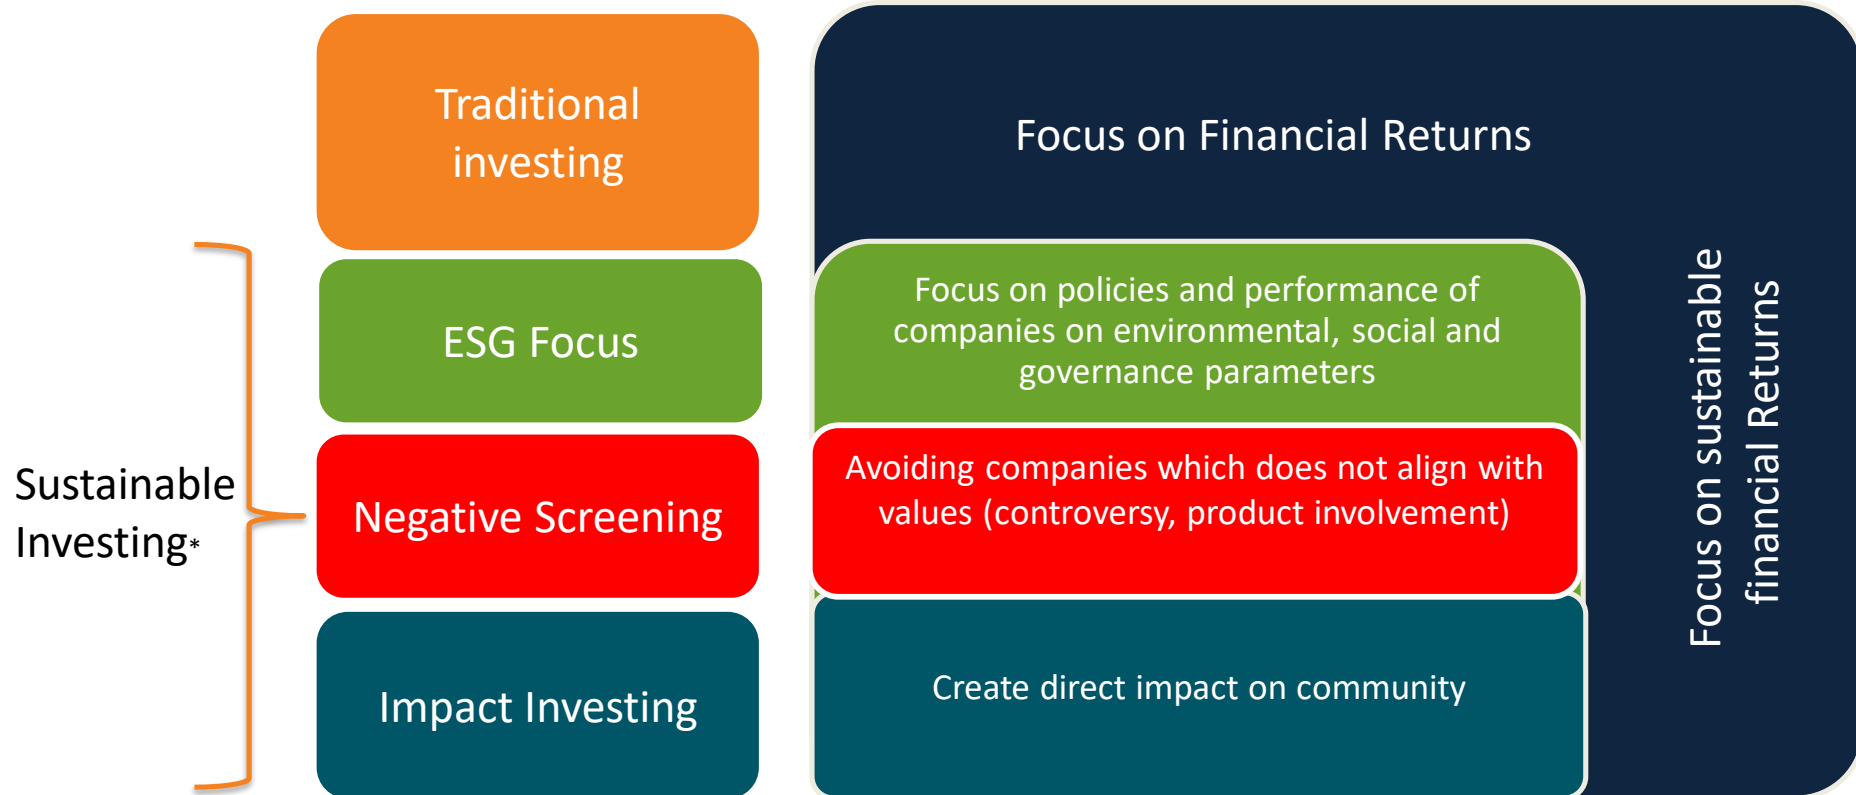 Traditional
investing
Focus on Financial Returns
Sustainable
Investing*
ESG Focus
Focus on policies and performance of
companies on environmental, social and
governance parameters
Negative Screening
Avoiding companies which does not align with
values (controversy, product involvement)
Impact Investing
Create direct impact on community
Focus on sustainable
financial Returns